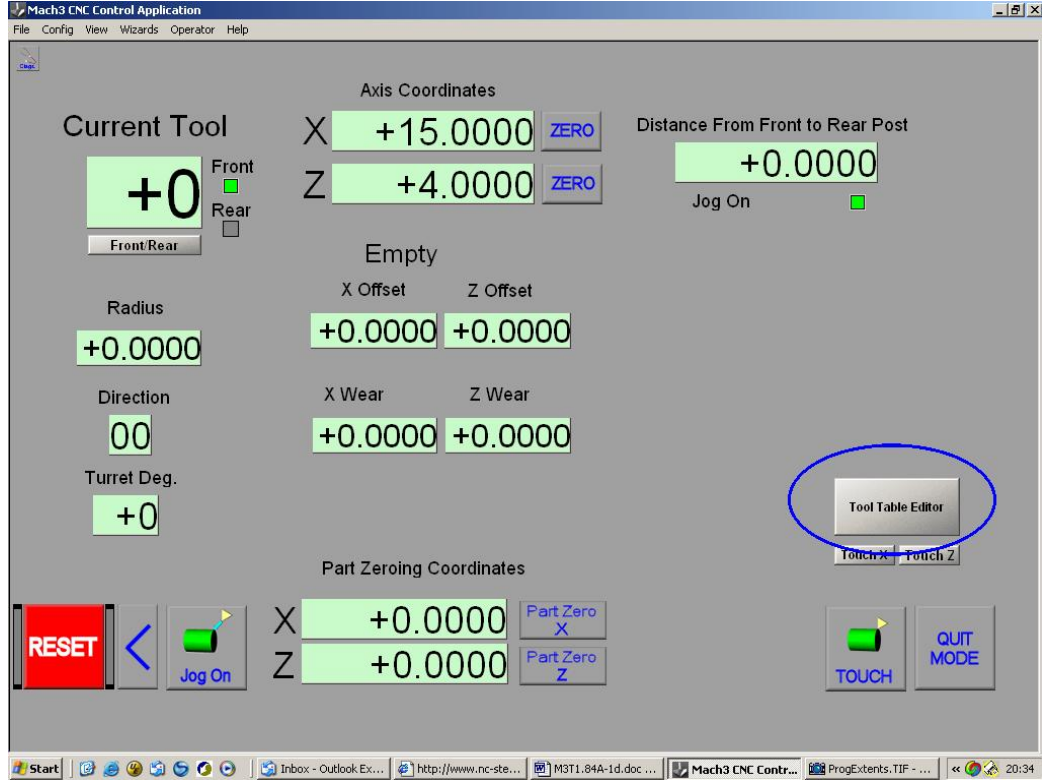 Mach3 CNC Control Application
File Config View Wizards Operator Help
Axis Coordinates
Current Tool
X +15.0000 ZERO
Z +4.0000 ZERO
Distance From Front to Rear Post
+0.0000
Jog On
+0
Front
Rear
Front/Rear
Empty
X Offset Z Offset
+0.0000 +0.0000
Radius
+0.0000
X Wear Z Wear
+0.0000 +0.0000
Direction
00
Turret Deg.
+0
Tool Table Editor
Touch X Touch Z
Part Zeroing Coordinates
X +0.0000 Part Zero X
Z +0.0000 Part Zero Z
RESET
<
Jog On
TOUCH
QUIT
MODE
Start Inbox - Outlook Ex... http://www.nc-ste... M3T1.84A-1d.doc ... Mach3 CNC Contr... ProgExtents.TIF - ... « 20:34